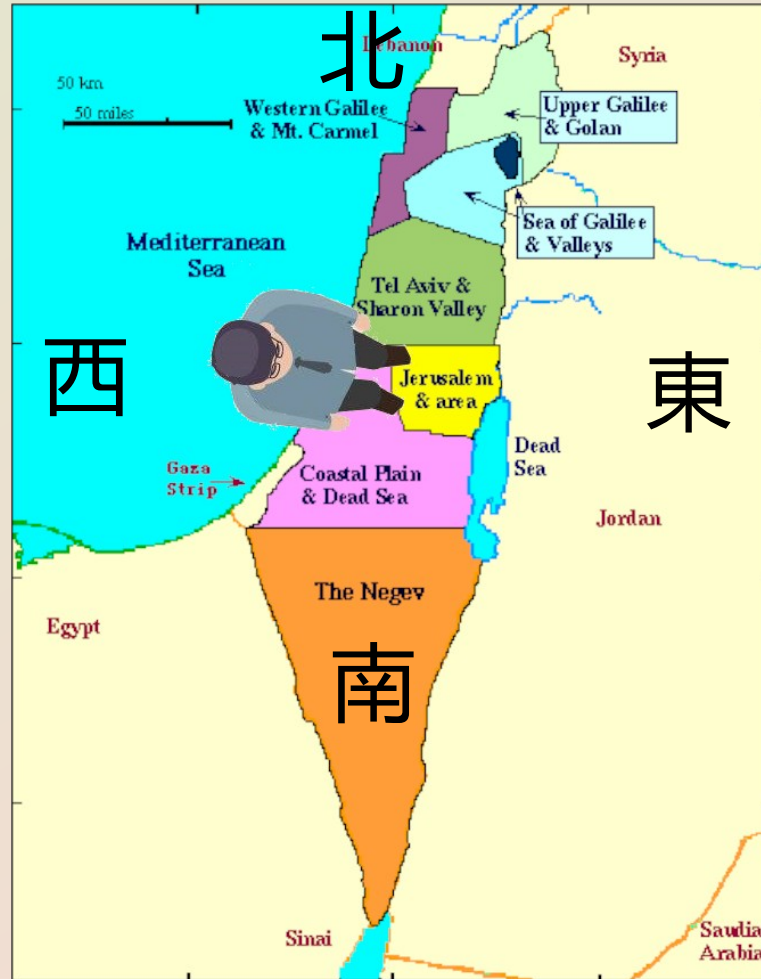 北
Lebanon
Syria
50 km
50 miles
Western Galilee
& Mt. Carmel
Upper Galilee
& Golan
Sea of Galilee
& Valleys
Mediterranean
Sea
Tel Aviv &
Sharon Valley
西
東
Jerusalem
& area
Dead
Sea
Gaza
Strip
Coastal Plain
& Dead Sea
Jordan
The Negev
Egypt
南
Sinai
Saudia
Arabia